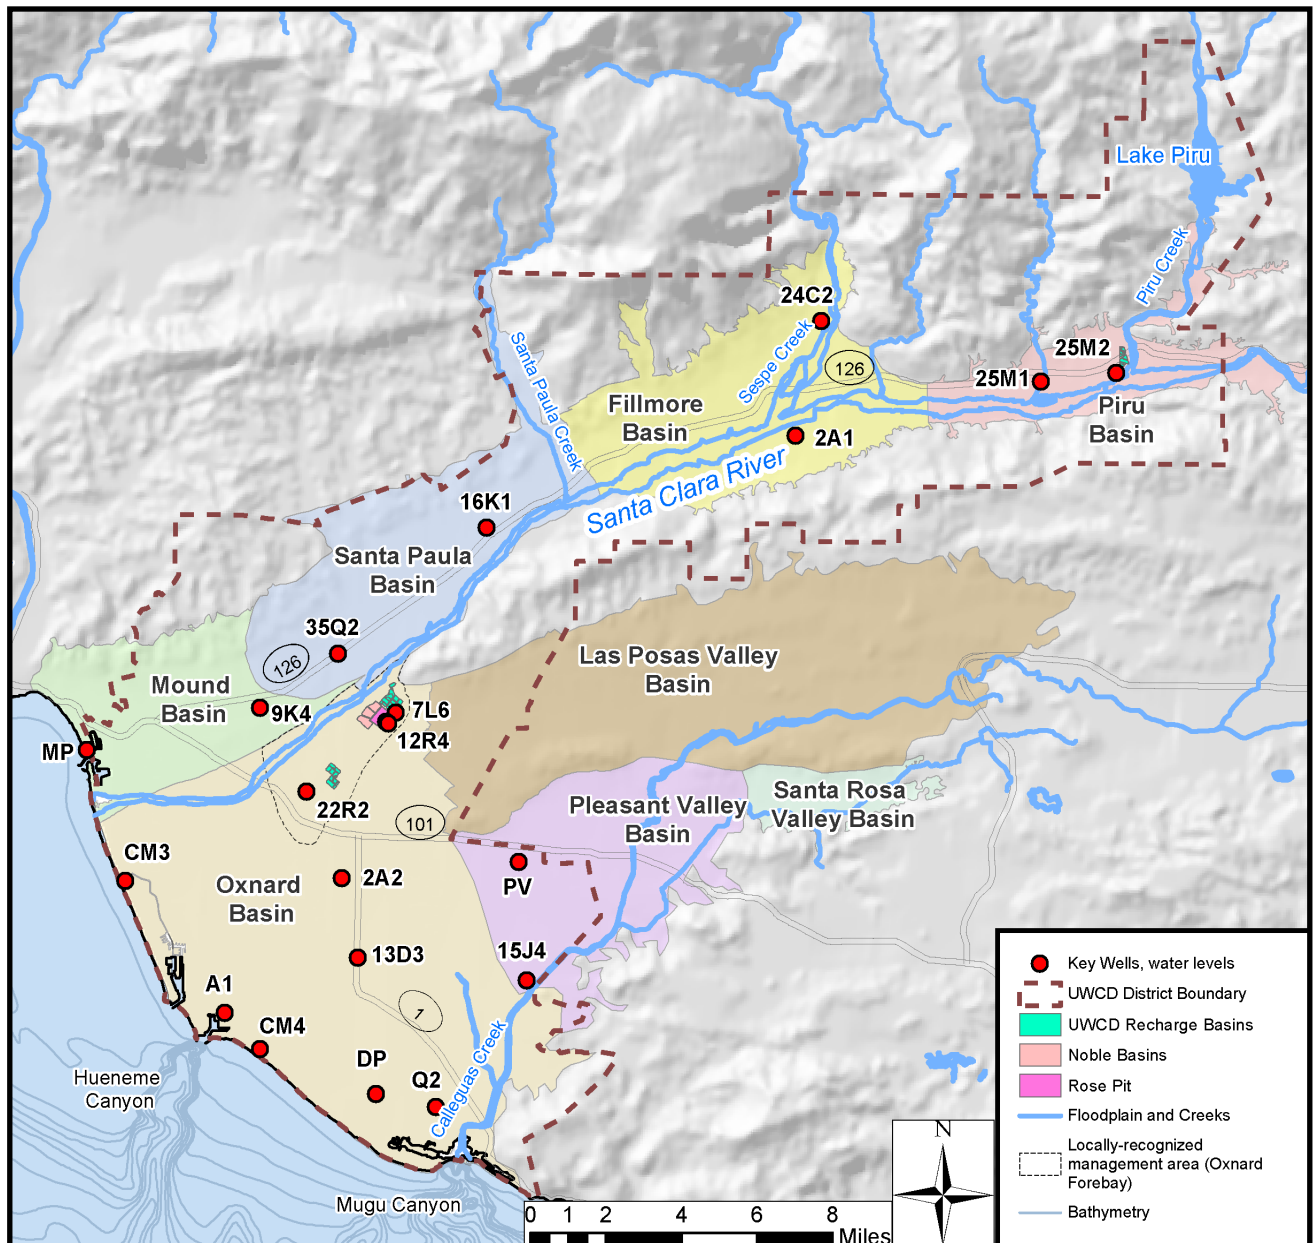 Lake Piru
Piru Creek
24C2
Santa Paula Creek
Sespe Creek
126
25M2
25M1
Fillmore
Basin
Piru
Basin
2A1
Santa Clara River
16K1
Santa Paula
Basin
35Q2
126
Las Posas Valley
Basin
Mound
Basin
9K4
7L6
12R4
MP
22R2
101
Pleasant Valley
Basin
Santa Rosa
Valley Basin
CM3
2A2
Oxnard
Basin
PV
13D3
15J4
A1
1
CM4
DP
Q2
Calleguas Creek
Hueneme
Canyon
Mugu Canyon
Key Wells, water levels
UWCD District Boundary
UWCD Recharge Basins
Noble Basins
Rose Pit
Floodplain and Creeks
Locally-recognized
management area (Oxnard
Forebay)
Bathymetry
N
0 1 2 4 6 8
Miles